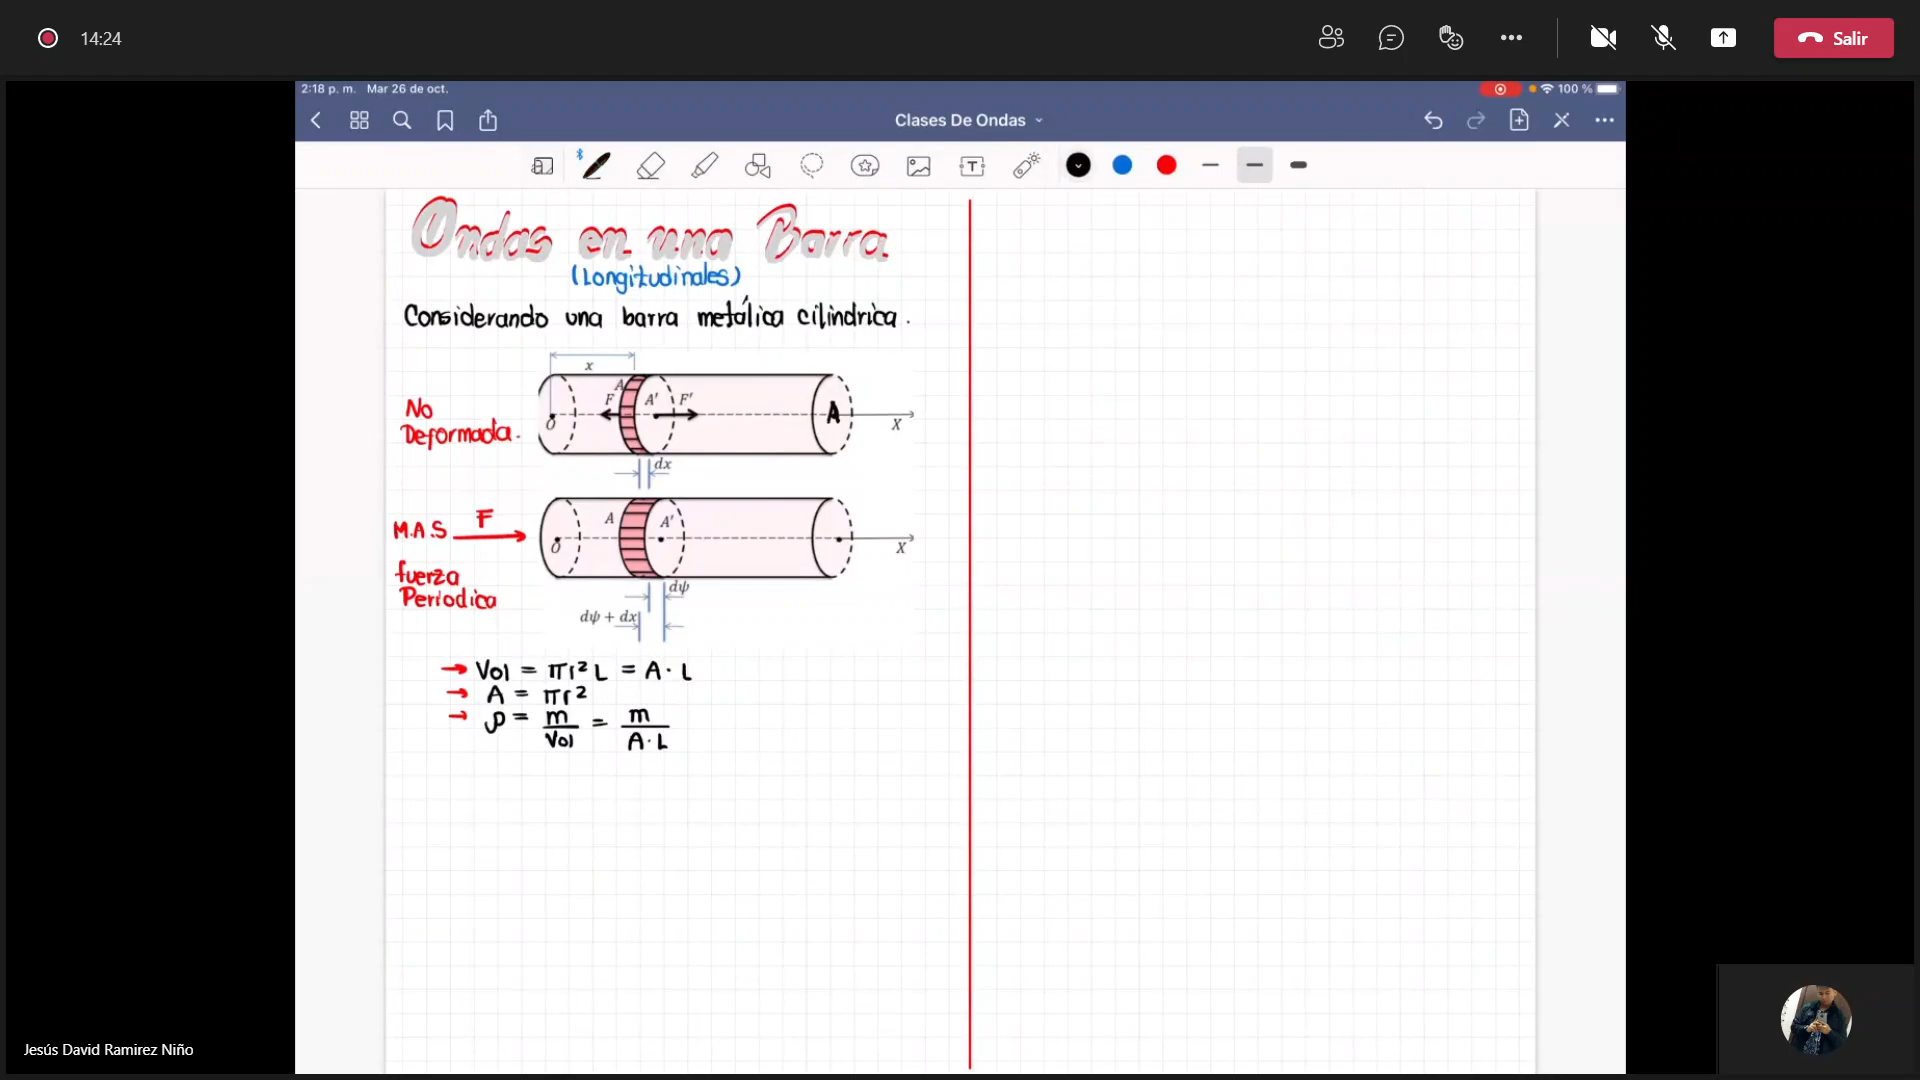 14:24
Salir
2:18 p. m. Mar 26 de oct.
100 %
Clases De Ondas
Ondas en una Barra
(Longitudinales)
Considerando una barra metálica cilíndrica.
x
A
F
A'
F'
O
A
X
No
Deformada.
dx
M.A.S
F
A
A'
O
X
fuerza
Periodica
dψ
dψ + dx
→ Vol = πr² L = A · L
→ A = πr²
→ ρ = m/Vol = m/A·L
Jesús David Ramirez Niño